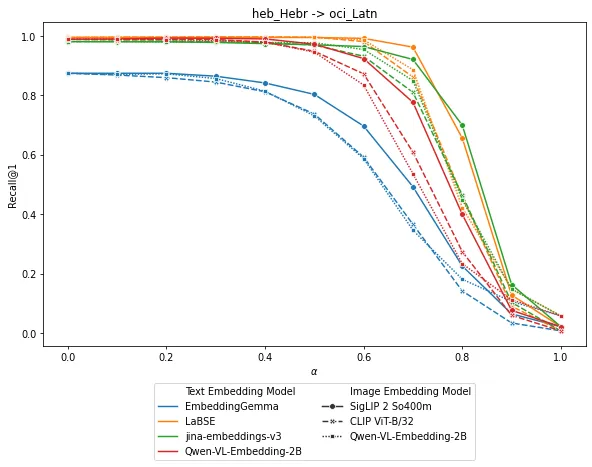 heb_Hebr -> oci_Latn
1.0
0.8
0.6
0.4
0.2
0.0
Recall@1
0.0 0.2 0.4 0.6 0.8 1.0
α
Text Embedding Model
EmbeddingGemma
LaBSE
jina-embeddings-v3
Qwen-VL-Embedding-2B
Image Embedding Model
SigLIP 2 So400m
CLIP ViT-B/32
Qwen-VL-Embedding-2B